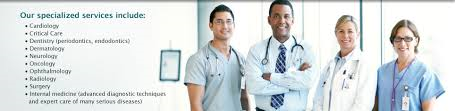 Our specialized services include:
• Cardiology
• Critical Care
• Dentistry (periodontics, endodontics)
• Dermatology
• Neurology
• Oncology
• Ophthalmology
• Radiology
• Surgery
• Internal medicine (advanced diagnostic techniques
and expert care of many serious diseases)